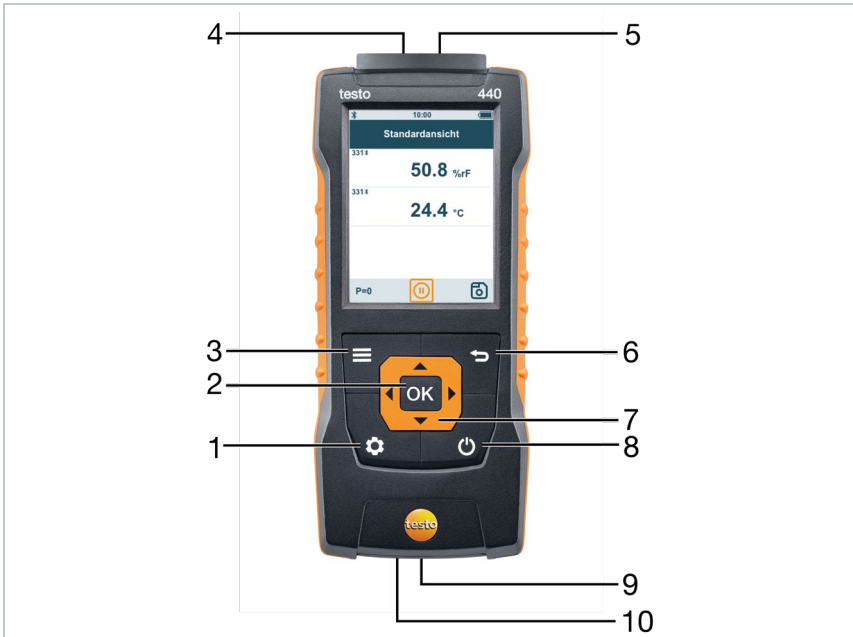 4 5
testo 440
10:00
Standardansicht
331
50.8 %rF
331
24.4 °C
P=0
3 6
2 OK
7
1 8
testo
9
10